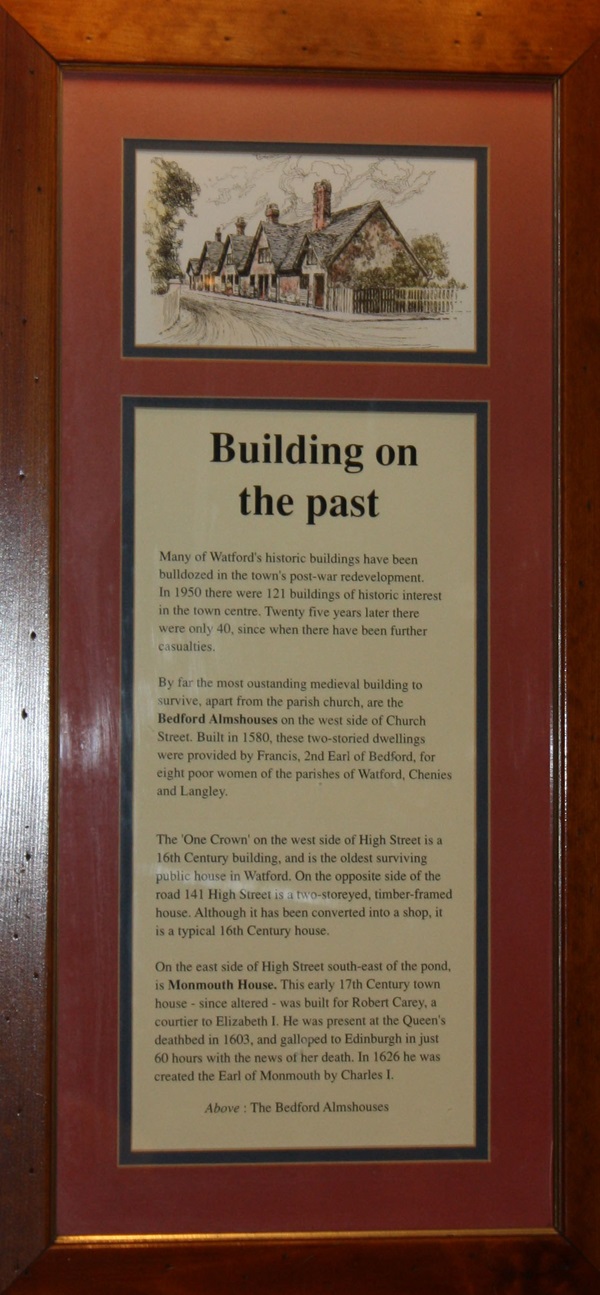 Building on
the past
Many of Watford's historic buildings have been
bulldozed in the town's post-war redevelopment.
In 1950 there were 121 buildings of historic interest
in the town centre. Twenty five years later there
were only 40, since when there have been further
casualties.
By far the most oustanding medieval building to
survive, apart from the parish church, are the
Bedford Almshouses on the west side of Church
Street. Built in 1580, these two-storied dwellings
were provided by Francis, 2nd Earl of Bedford, for
eight poor women of the parishes of Watford, Chenies
and Langley.
The 'One Crown' on the west side of High Street is a
16th Century building, and is the oldest surviving
public house in Watford. On the opposite side of the
road 141 High Street is a two-storeyed, timber-framed
house. Although it has been converted into a shop, it
is a typical 16th Century house.
On the east side of High Street south-east of the pond,
is Monmouth House. This early 17th Century town
house - since altered - was built for Robert Carey, a
courtier to Elizabeth I. He was present at the Queen's
deathbed in 1603, and galloped to Edinburgh in just
60 hours with the news of her death. In 1626 he was
created the Earl of Monmouth by Charles I.
Above : The Bedford Almshouses